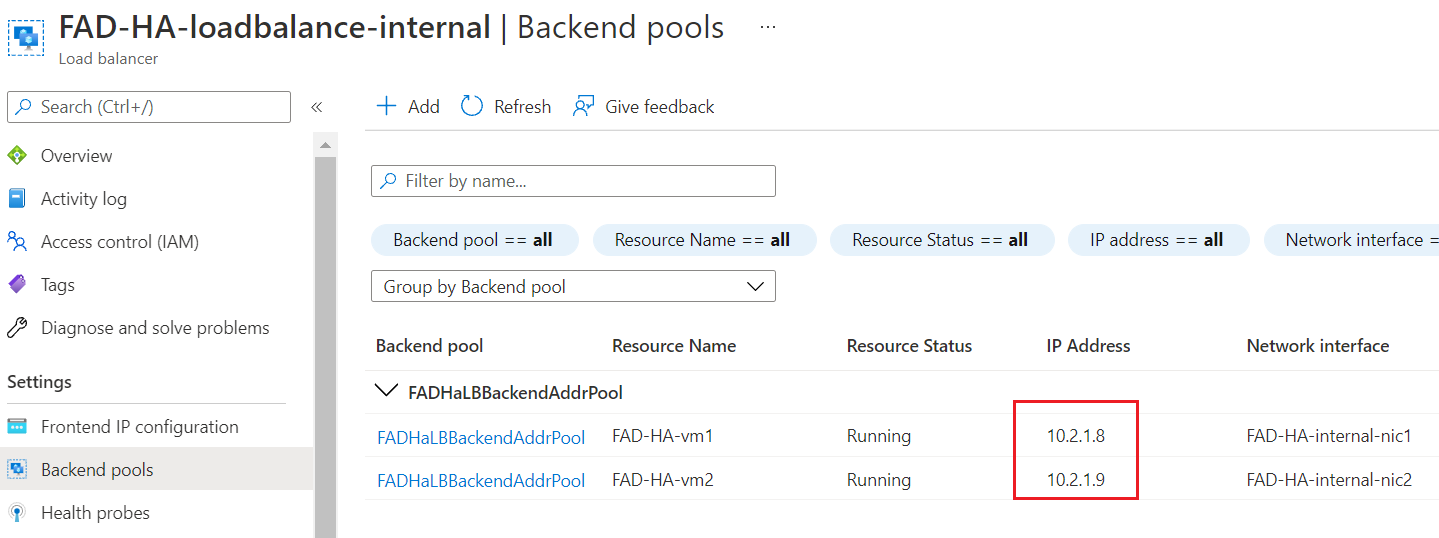 FAD-HA-loadbalance-internal | Backend pools ...
Load balancer
Search (Ctrl+/)
«
Overview
Activity log
Access control (IAM)
Tags
Diagnose and solve problems
Settings
Frontend IP configuration
Backend pools
Health probes
Add Refresh Give feedback
Filter by name...
Backend pool == all Resource Name == all Resource Status == all IP address == all Network interface =
Group by Backend pool
Backend pool Resource Name Resource Status IP Address Network interface
FADHaLBBackendAddrPool
FADHaLBBackendAddrPool FAD-HA-vm1 Running 10.2.1.8 FAD-HA-internal-nic1
FADHaLBBackendAddrPool FAD-HA-vm2 Running 10.2.1.9 FAD-HA-internal-nic2